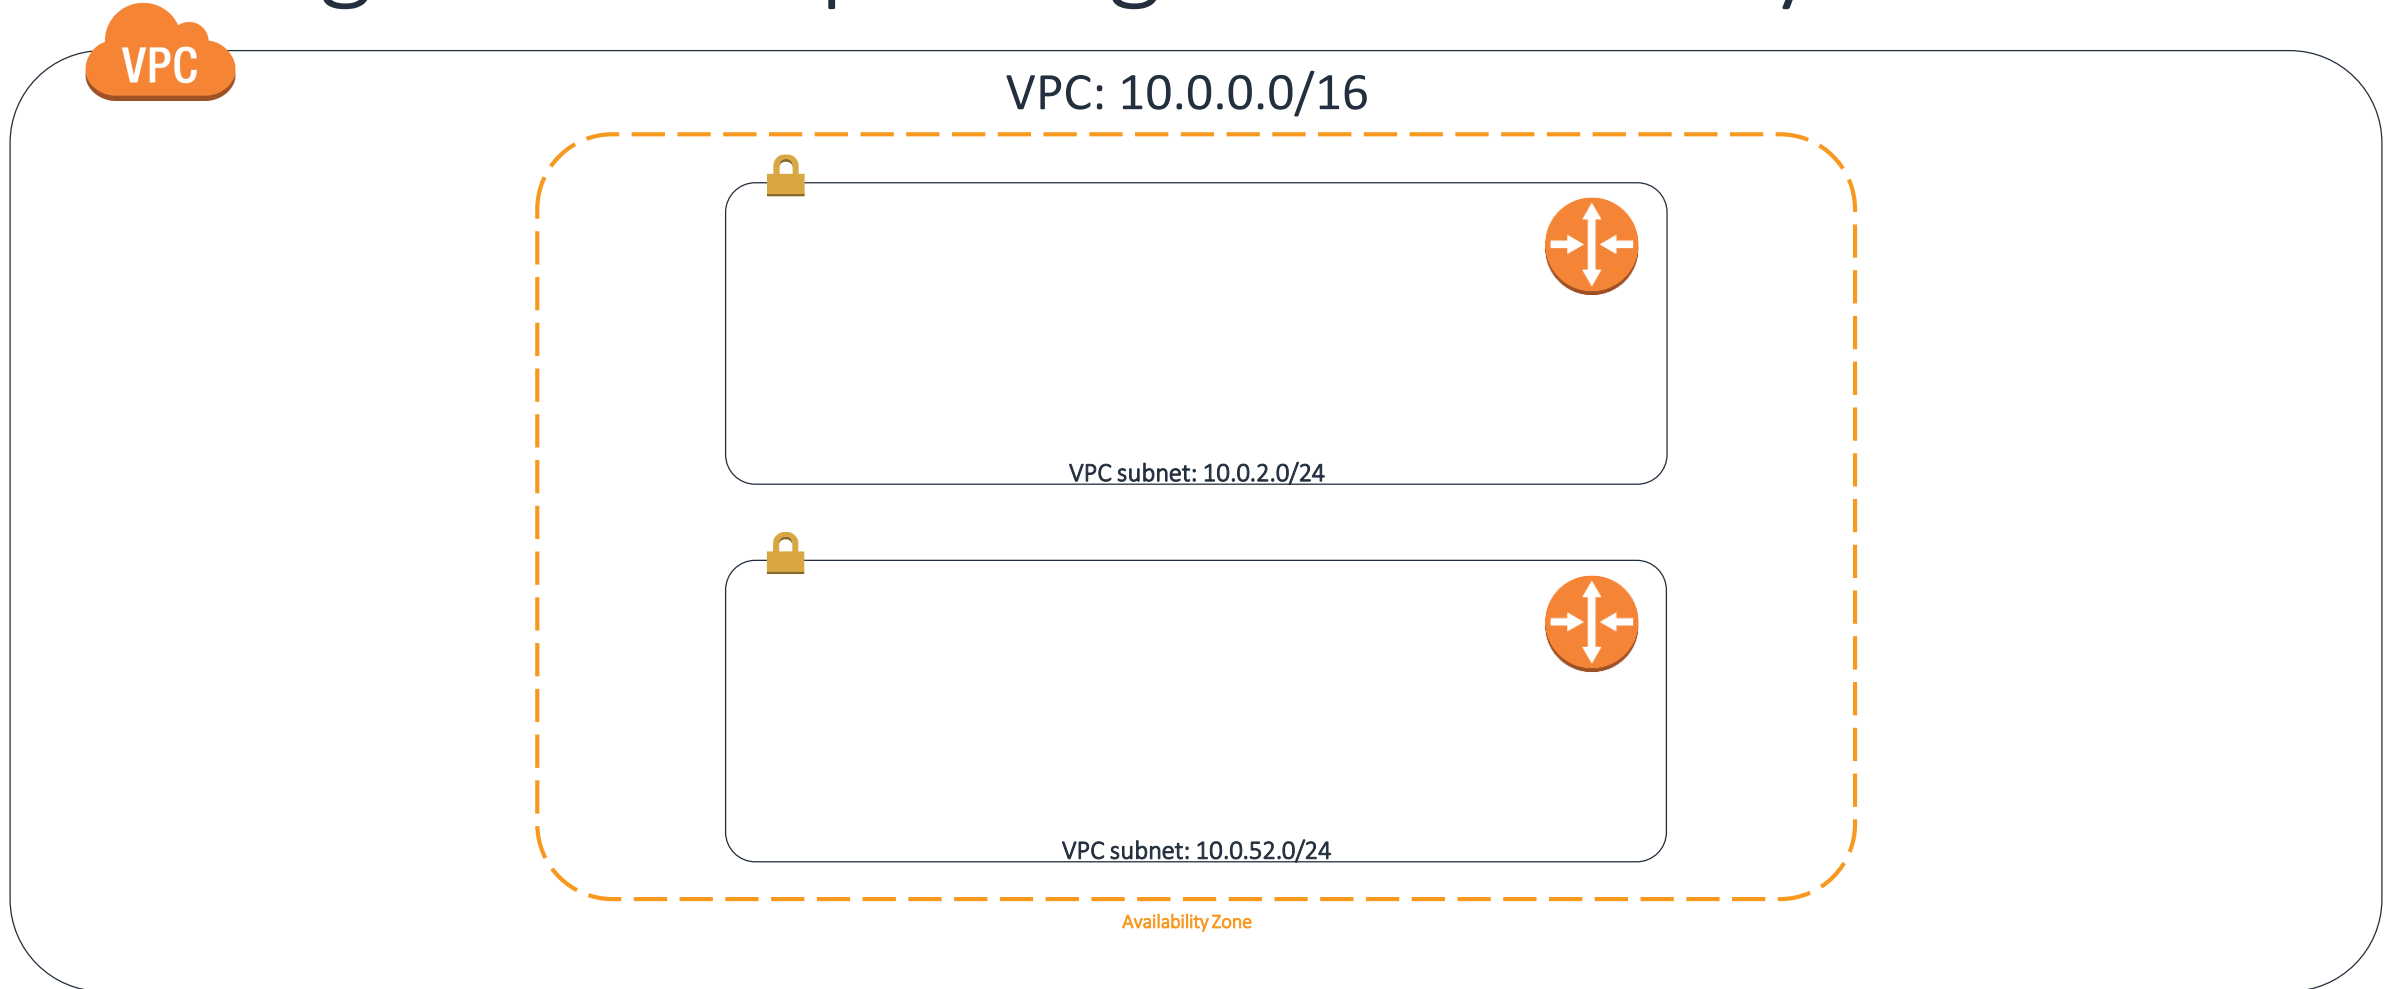 VPC
VPC: 10.0.0.0/16
VPC subnet: 10.0.2.0/24
VPC subnet: 10.0.52.0/24
Availability Zone